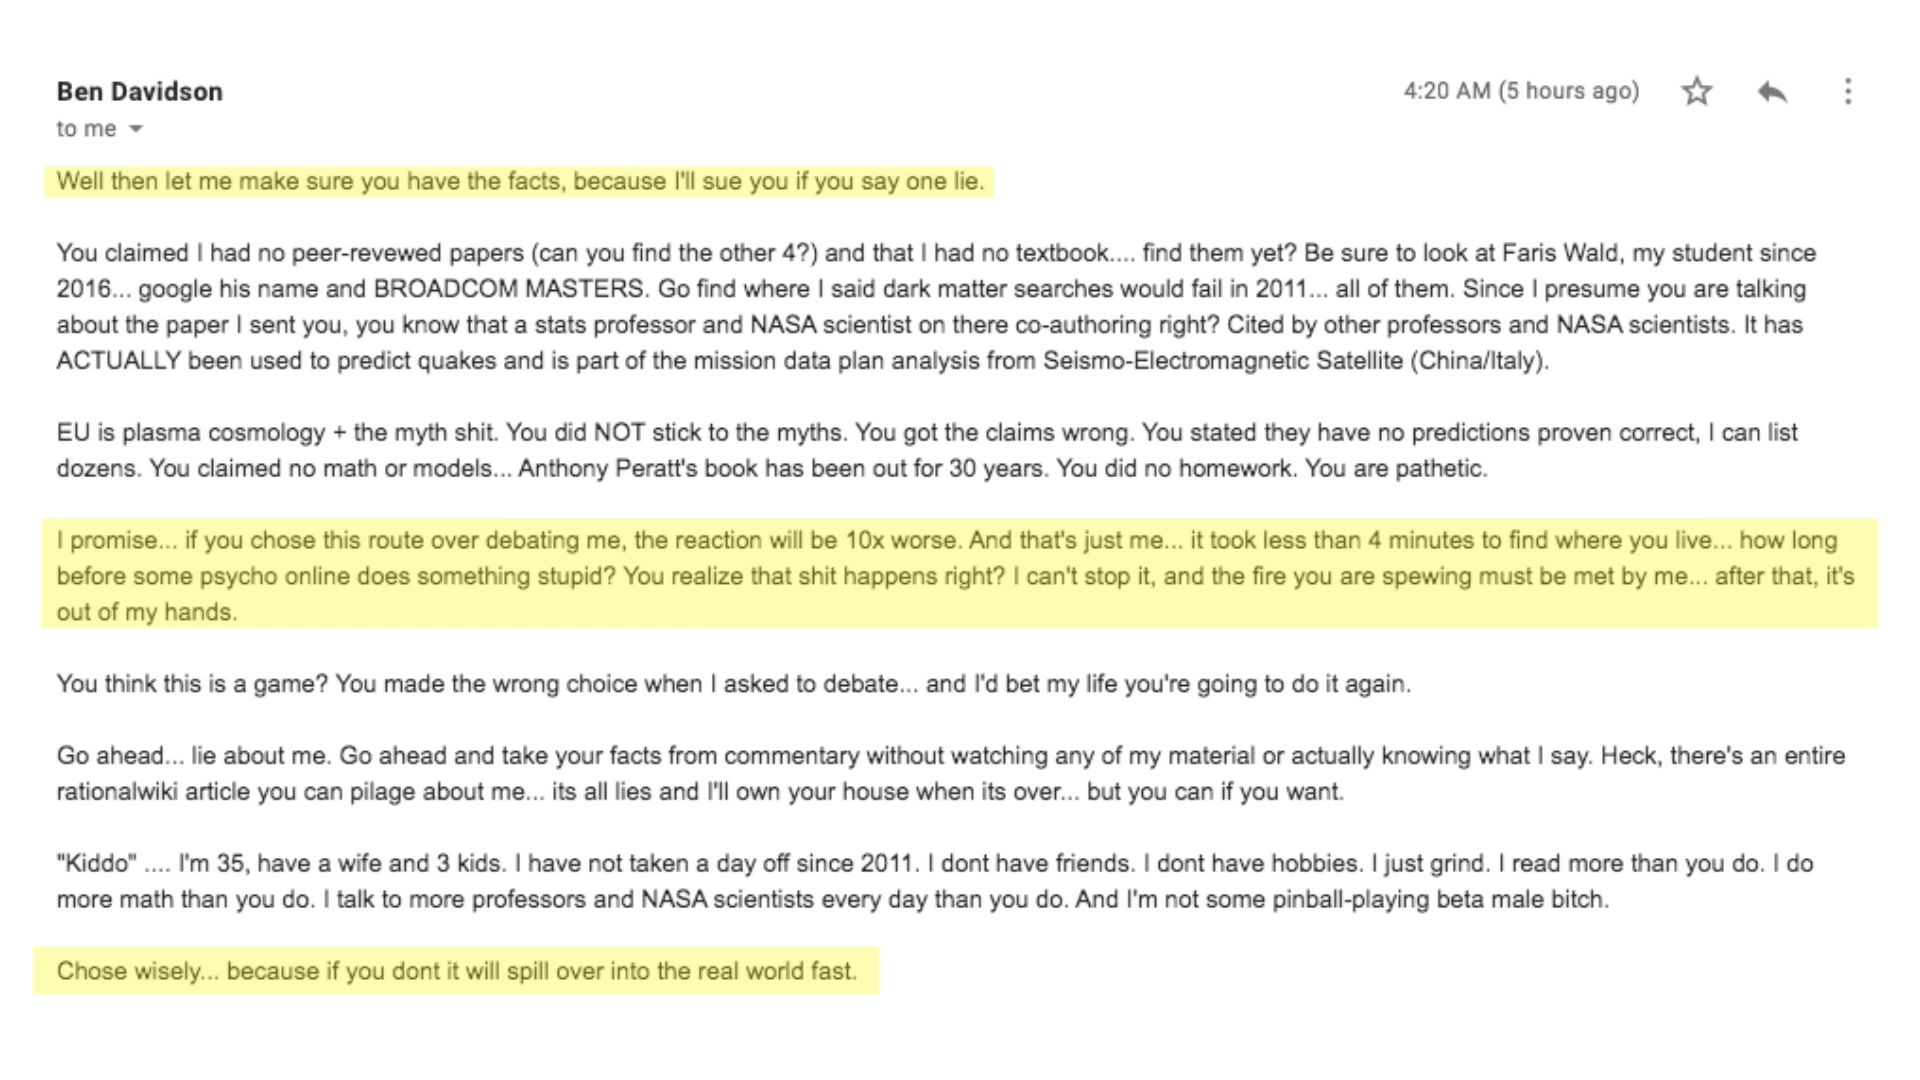 Ben Davidson
4:20 AM (5 hours ago)
to me
Well then let me make sure you have the facts, because I'll sue you if you say one lie.
You claimed I had no peer-revewed papers (can you find the other 4?) and that I had no textbook.... find them yet? Be sure to look at Faris Wald, my student since
2016... google his name and BROADCOM MASTERS. Go find where I said dark matter searches would fail in 2011... all of them. Since I presume you are talking
about the paper I sent you, you know that a stats professor and NASA scientist on there co-authoring right? Cited by other professors and NASA scientists. It has
ACTUALLY been used to predict quakes and is part of the mission data plan analysis from Seismo-Electromagnetic Satellite (China/Italy).
EU is plasma cosmology + the myth shit. You did NOT stick to the myths. You got the claims wrong. You stated they have no predictions proven correct, I can list
dozens. You claimed no math or models... Anthony Peratt's book has been out for 30 years. You did no homework. You are pathetic.
I promise... if you chose this route over debating me, the reaction will be 10x worse. And that's just me... it took less than 4 minutes to find where you live... how long
before some psycho online does something stupid? You realize that shit happens right? I can't stop it, and the fire you are spewing must be met by me... after that, it's
out of my hands.
You think this is a game? You made the wrong choice when I asked to debate... and I'd bet my life you're going to do it again.
Go ahead... lie about me. Go ahead and take your facts from commentary without watching any of my material or actually knowing what I say. Heck, there's an entire
rationalwiki article you can pilage about me... its all lies and I'll own your house when its over... but you can if you want.
"Kiddo" .... I'm 35, have a wife and 3 kids. I have not taken a day off since 2011. I dont have friends. I dont have hobbies. I just grind. I read more than you do. I do
more math than you do. I talk to more professors and NASA scientists every day than you do. And I'm not some pinball-playing beta male bitch.
Chose wisely... because if you dont it will spill over into the real world fast.